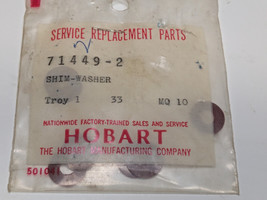 SERVICE REPLACEMENT PARTS
71449-2
SHIM-WASHER
Troy 1 33 MQ 10
NATIONWIDE FACTORY-TRAINED SALES AND SERVICE
HOBART
THE HOBART MANUFACTURING COMPANY